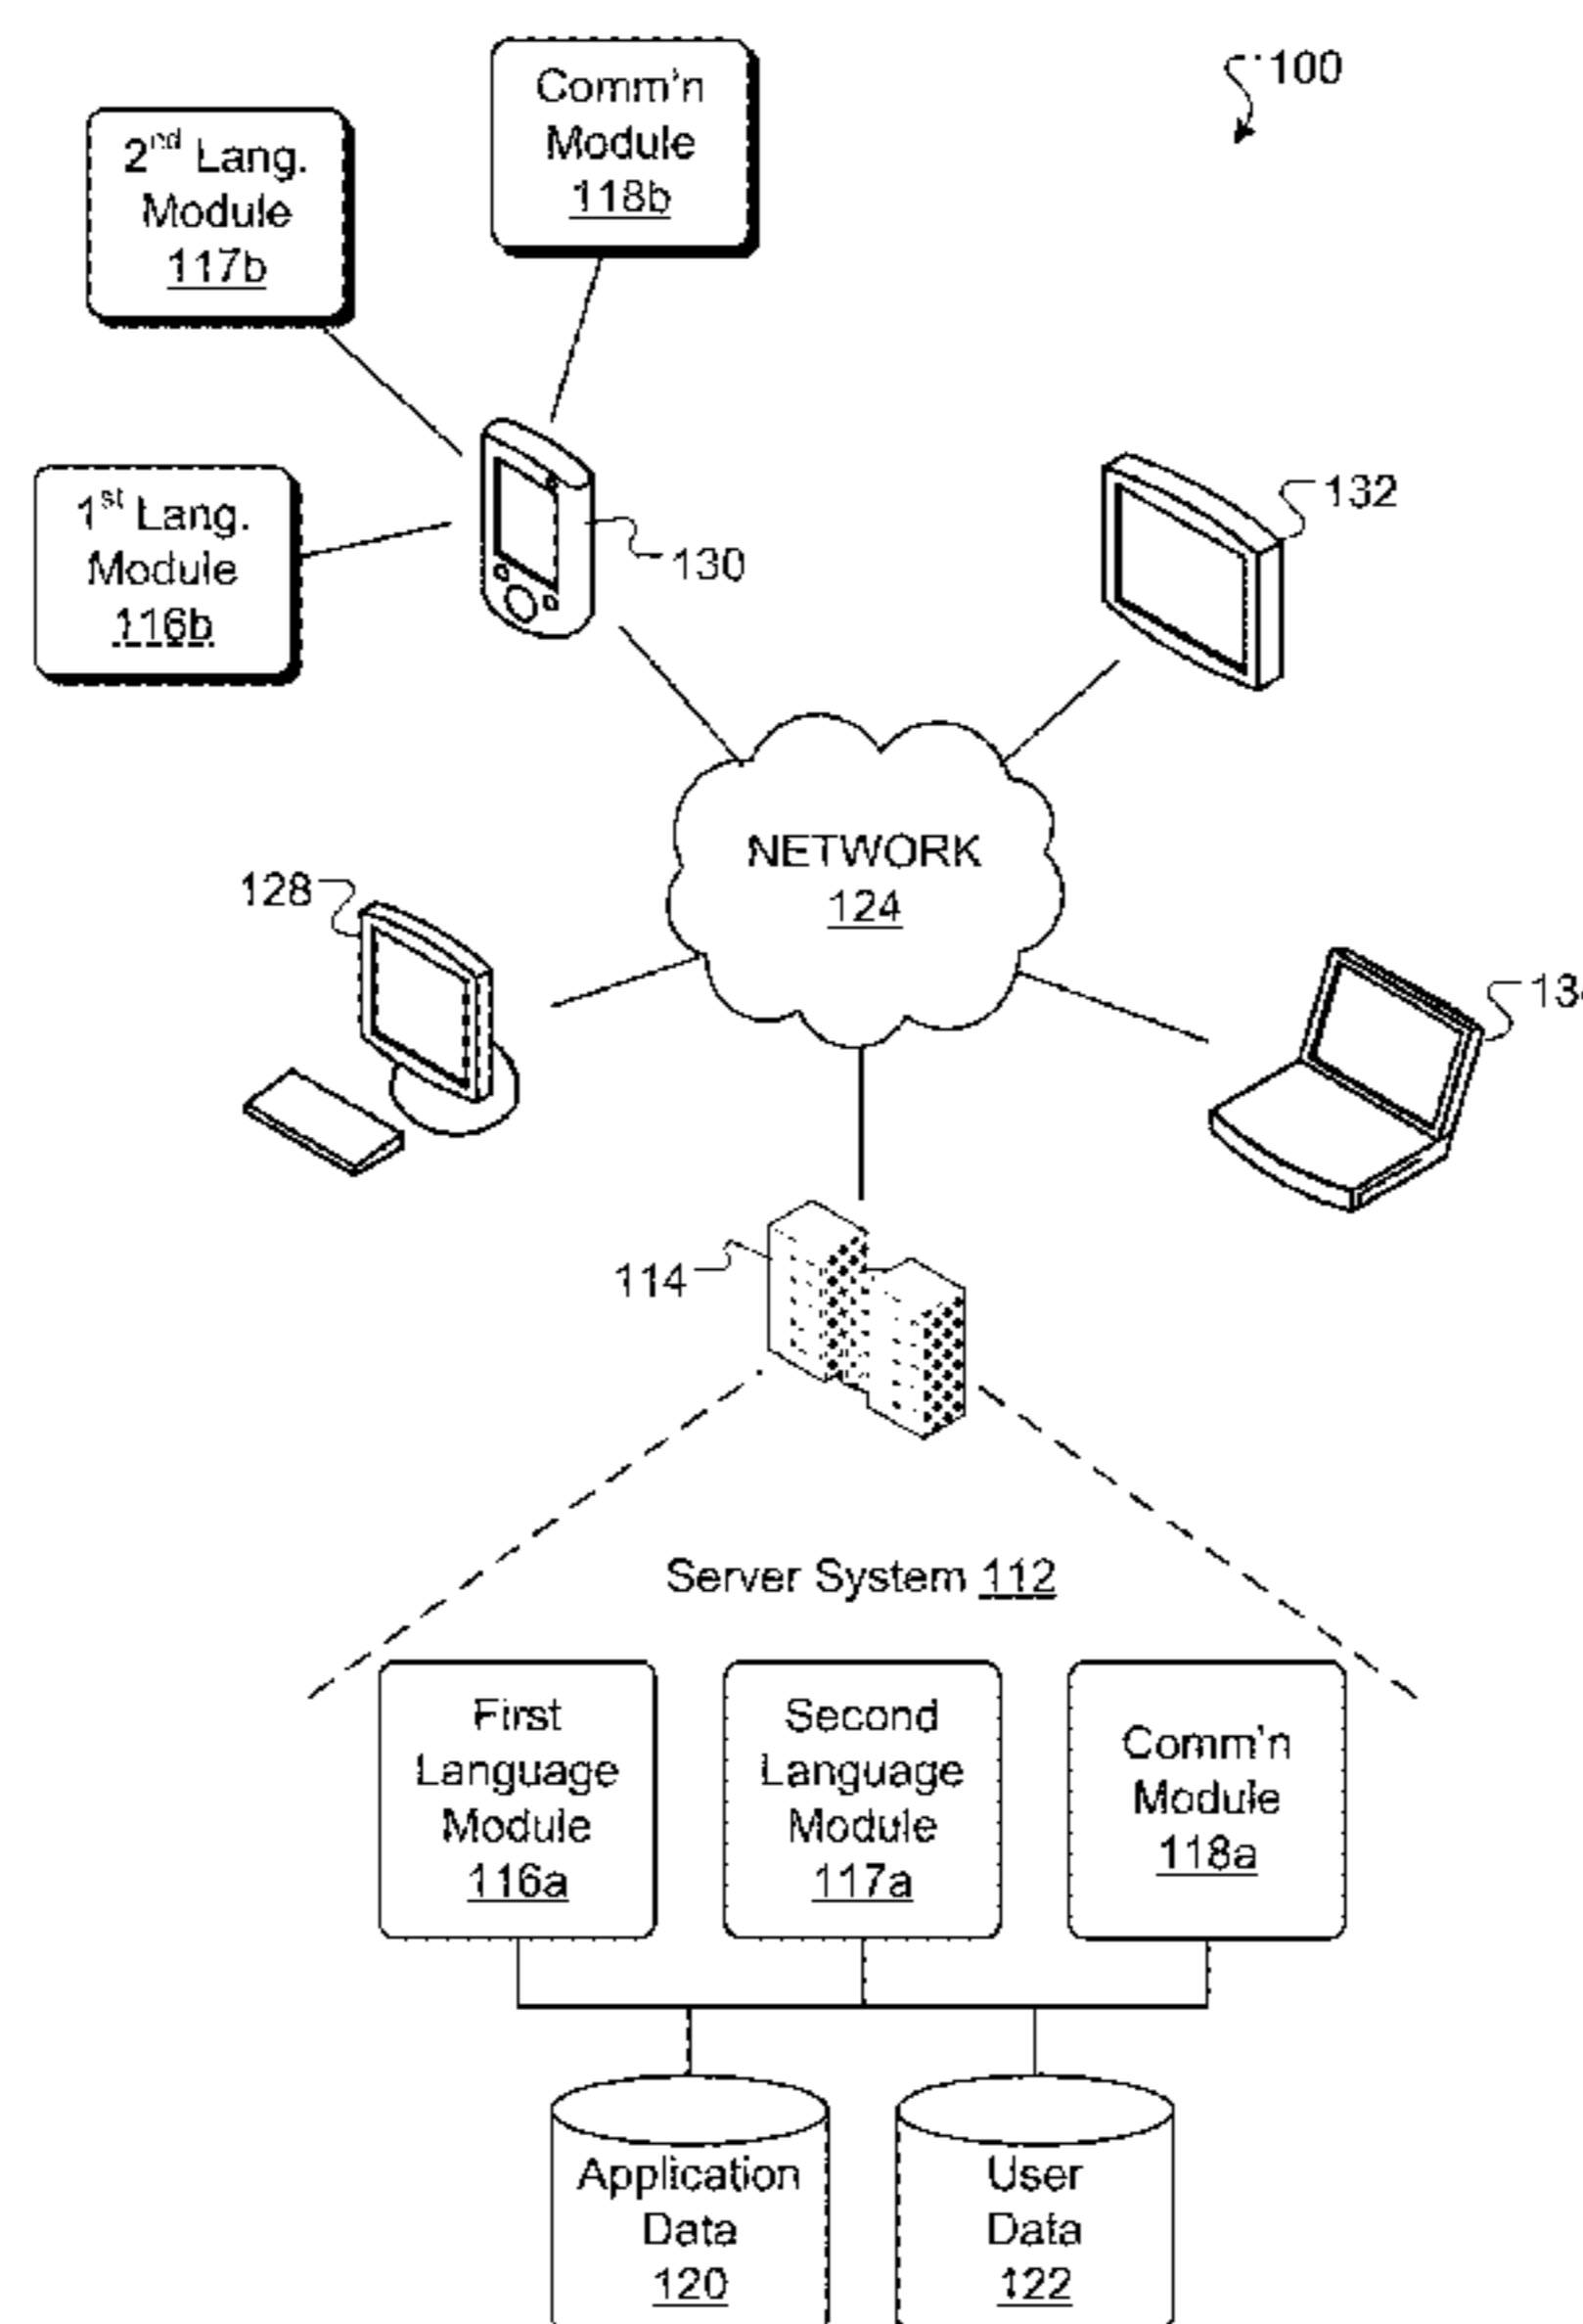 100
Comm'n
Module
118b
2nd Lang.
Module
117b
1st Lang.
Module
116b
130
132
NETWORK
124
128
114
Server System 112
First
Language
Module
116a
Second
Language
Module
117a
Comm'n
Module
118a
Application
Data
120
User
Data
122